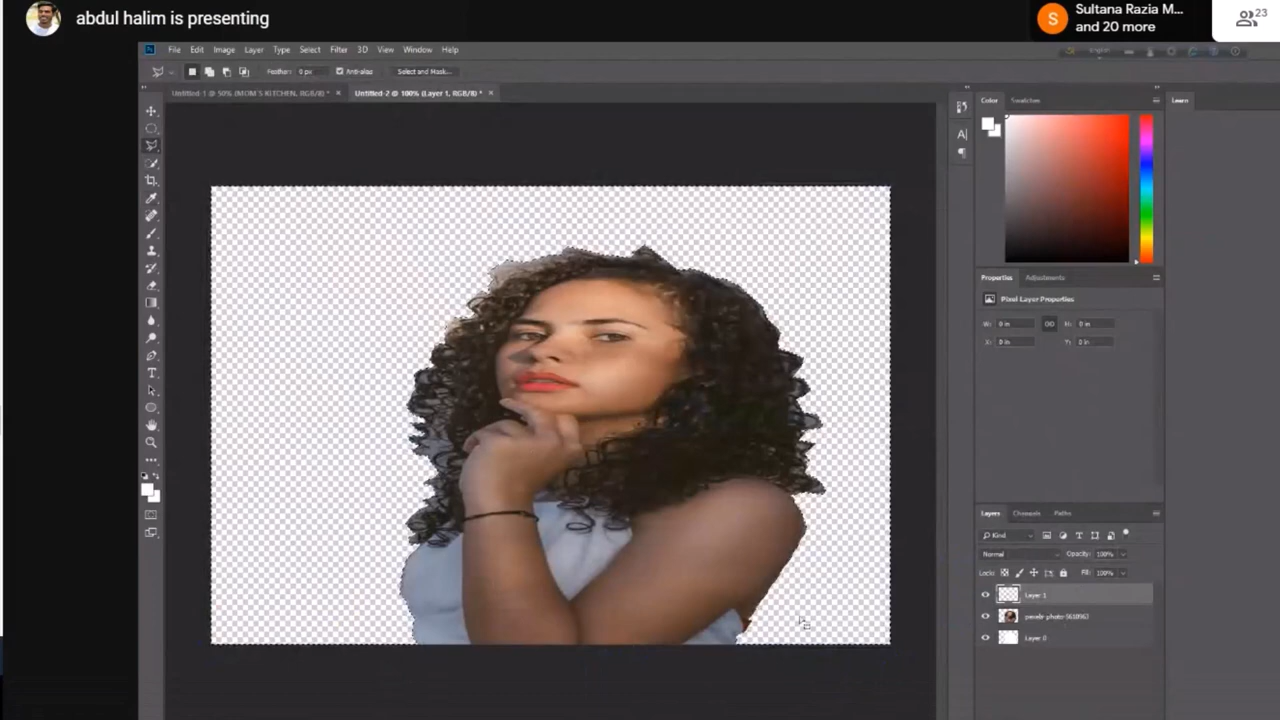 abdul halim is presenting
S
Sultana Razia M...
and 20 more
23
Ps
File Edit Image Layer Type Select Filter 3D View Window Help
Feather: 0 px Anti-alias Select and Mask...
Untitled-1 @ 50% (MOM'S KITCHEN, RGB/8) * × Untitled-2 @ 100% (Layer 1, RGB/8) * ×
Color Swatches
Learn
Properties Adjustments
Pixel Layer Properties
W: 0 in H: 0 in
X: 0 in Y: 0 in
Layers Channels Paths
Kind
Normal Opacity: 100%
Lock: Fill: 100%
Layer 1
Layer 0